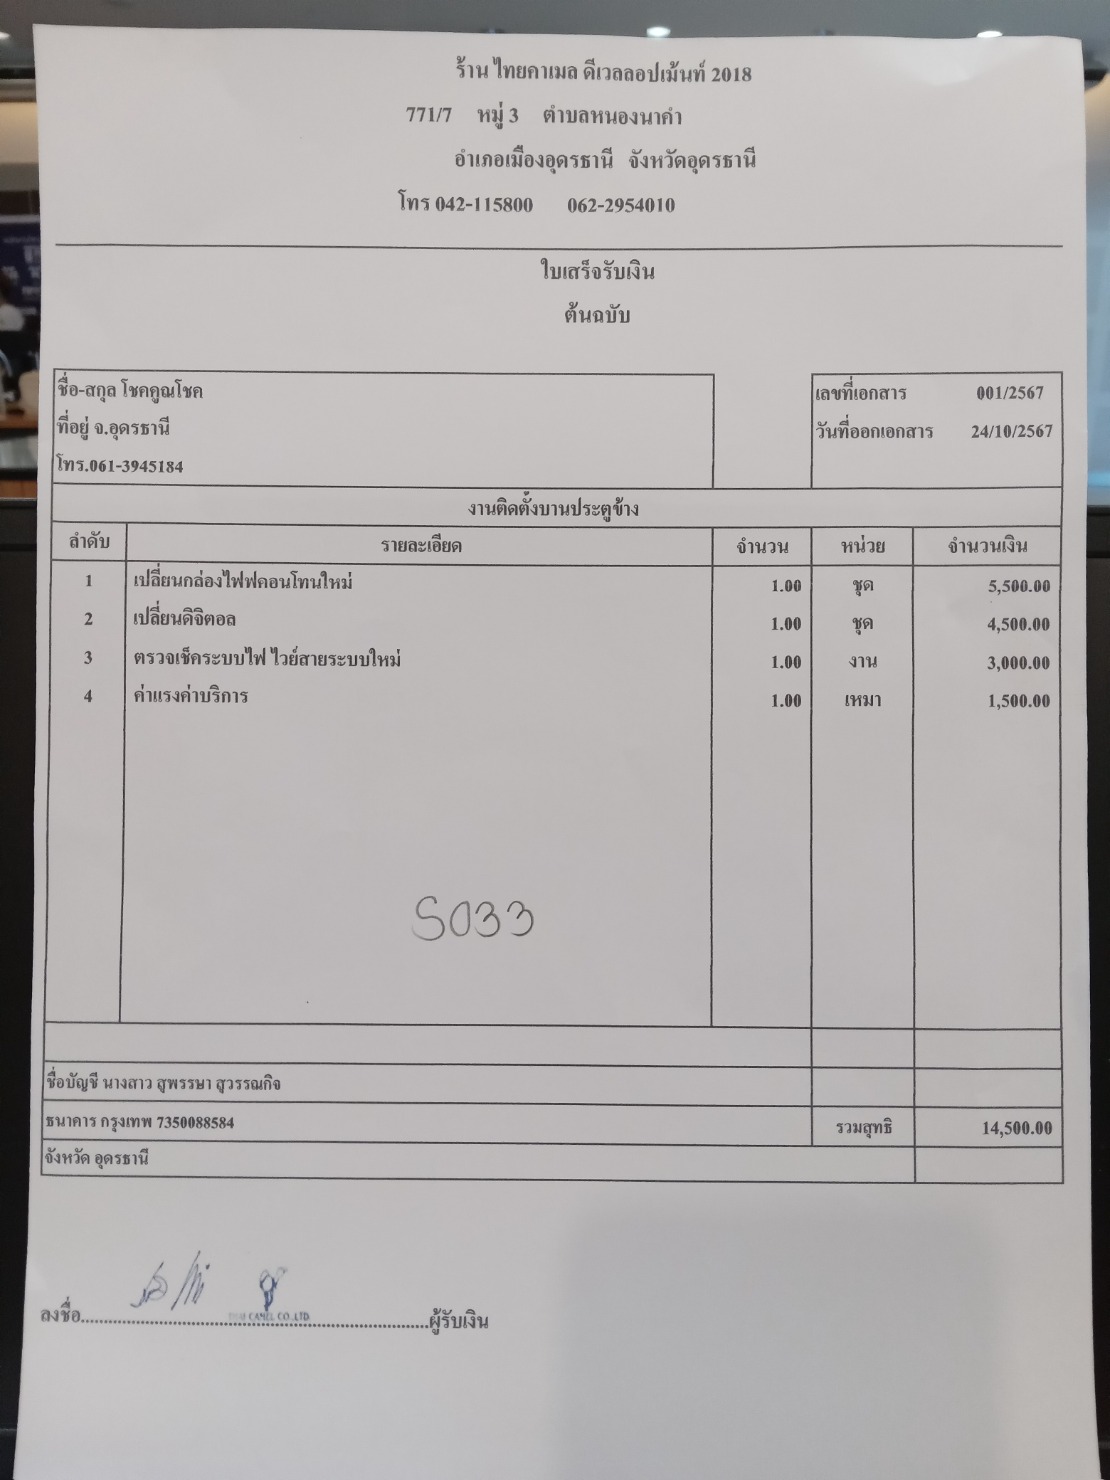 ร้าน ไทยคาเมล ดีเวลลอปเม้นท์ 2018
771/7 หมู่ 3 ตำบลหนองนาคำ
อำเภอเมืองอุดรธานี จังหวัดอุดรธานี
โทร 042-115800 062-2954010
ใบเสร็จรับเงิน
ต้นฉบับ
ชื่อ-สกุล โชคคูณโชค
ที่อยู่ จ.อุดรธานี
โทร.061-3945184
เลขที่เอกสาร 001/2567
วันที่ออกเอกสาร 24/10/2567
งานติดตั้งบานประตูข้าง
ลำดับ รายละเอียด จำนวน หน่วย จำนวนเงิน
1 เปลี่ยนกล่องไฟฟคอนโทนใหม่ 1.00 ชุด 5,500.00
2 เปลี่ยนดิจิตอล 1.00 ชุด 4,500.00
3 ตรวจเช็คระบบไฟ ไวย์สายระบบใหม่ 1.00 งาน 3,000.00
4 ค่าแรงค่าบริการ 1.00 เหมา 1,500.00
S033
ชื่อบัญชี นางสาว สุพรรษา สุวรรณกิจ
ธนาคาร กรุงเทพ 7350088584 รวมสุทธิ 14,500.00
จังหวัด อุดรธานี
THAI CAMEL CO.,LTD.
ลงชื่อ................................................................ผู้รับเงิน